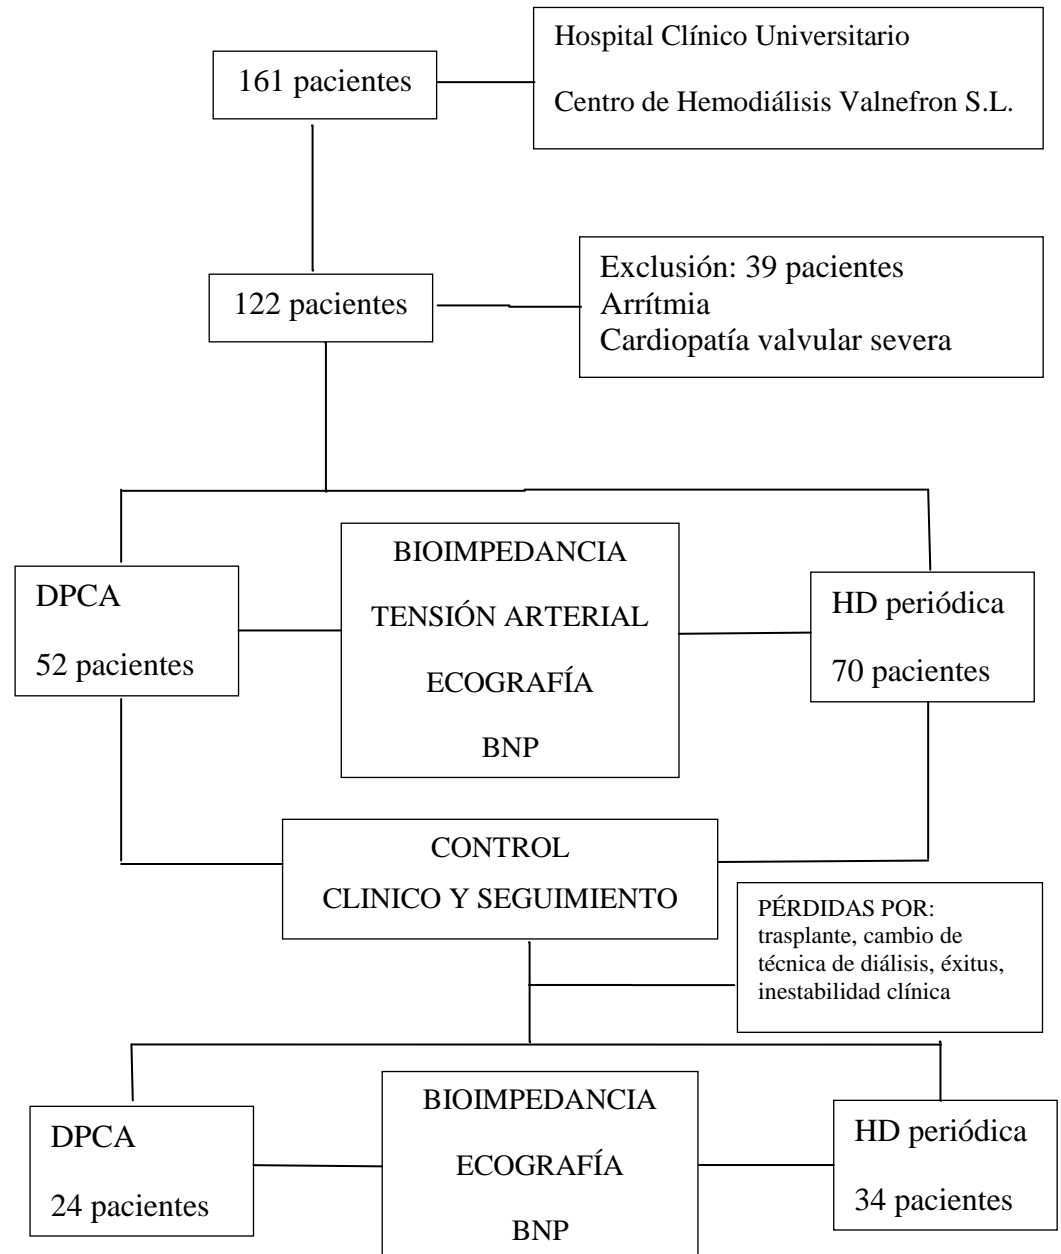 161 pacientes
Hospital Clínico Universitario
Centro de Hemodiálisis Valnefron S.L.
122 pacientes
Exclusión: 39 pacientes
Arrítmia
Cardiopatía valvular severa
DPCA
52 pacientes
BIOIMPEDANCIA
TENSIÓN ARTERIAL
ECOGRAFÍA
BNP
HD periódica
70 pacientes
CONTROL
CLINICO Y SEGUIMIENTO
PÉRDIDAS POR:
trasplante, cambio de
técnica de diálisis, éxitus,
inestabilidad clínica
DPCA
24 pacientes
BIOIMPEDANCIA
ECOGRAFÍA
BNP
HD periódica
34 pacientes